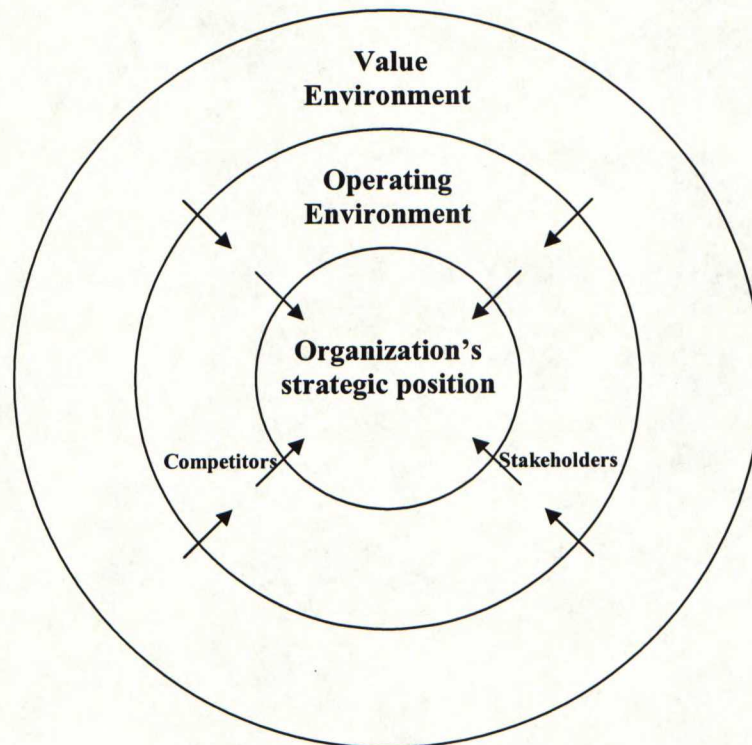 Value
Environment
Operating
Environment
Organization's
strategic position
Competitors
Stakeholders